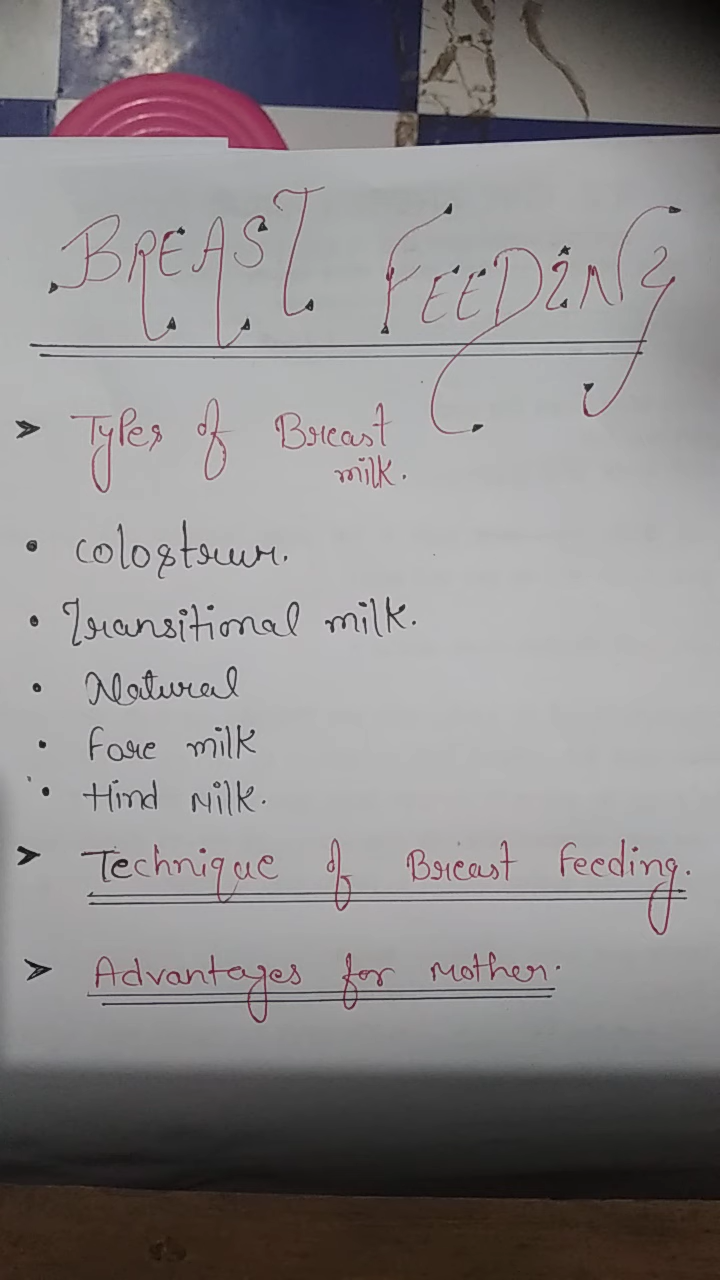 BREAST FEEDING
➤ Types of Breast
milk.
• colostrum.
• Transitional milk.
• Natural
• Fore milk
• Hind Milk.
➤ Technique of Breast feeding.
➤ Advantages for Mother.